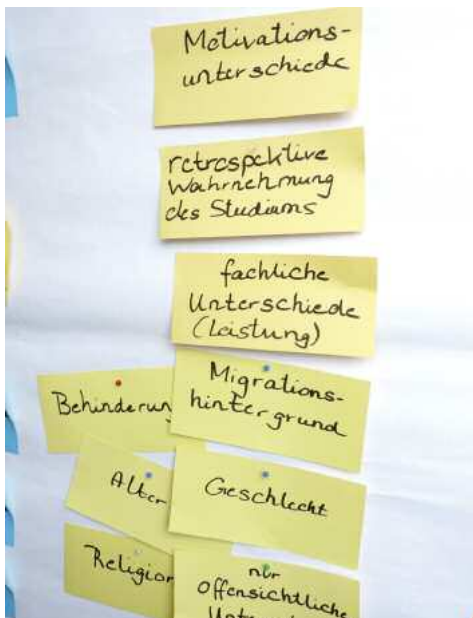 Motivations-
unterschiede
retrospektive
Wahrnehmung
des Studiums
fachliche
Unterschiede
(Leistung)
Migrations-
hintergrund
Behinderung
Alter
Geschlecht
Religion
nur
offensichtliche